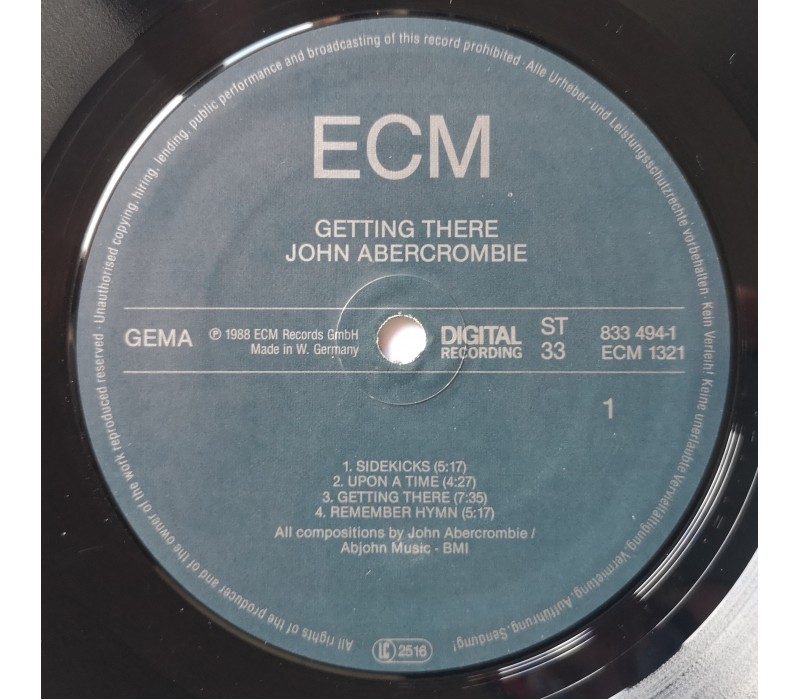 ECM
GETTING THERE
JOHN ABERCROMBIE
GEMA
℗ 1988 ECM Records GmbH
Made in W. Germany
DIGITAL
RECORDING
ST
33
833 494-1
ECM 1321
1
1. SIDEKICKS (5:17)
2. UPON A TIME (4:27)
3. GETTING THERE (7:35)
4. REMEMBER HYMN (5:17)
All compositions by John Abercrombie /
Abjohn Music - BMI
LC 2516
All rights of the producer and of the owner of the work reproduced reserved · Unauthorised copying, hiring, lending, public performance and broadcasting of this record prohibited · Alle Urheber- und Leistungsschutzrechte vorbehalten · Kein Verleih! Keine unerlaubte Vervielfältigung, Vermietung, Aufführung, Sendung!